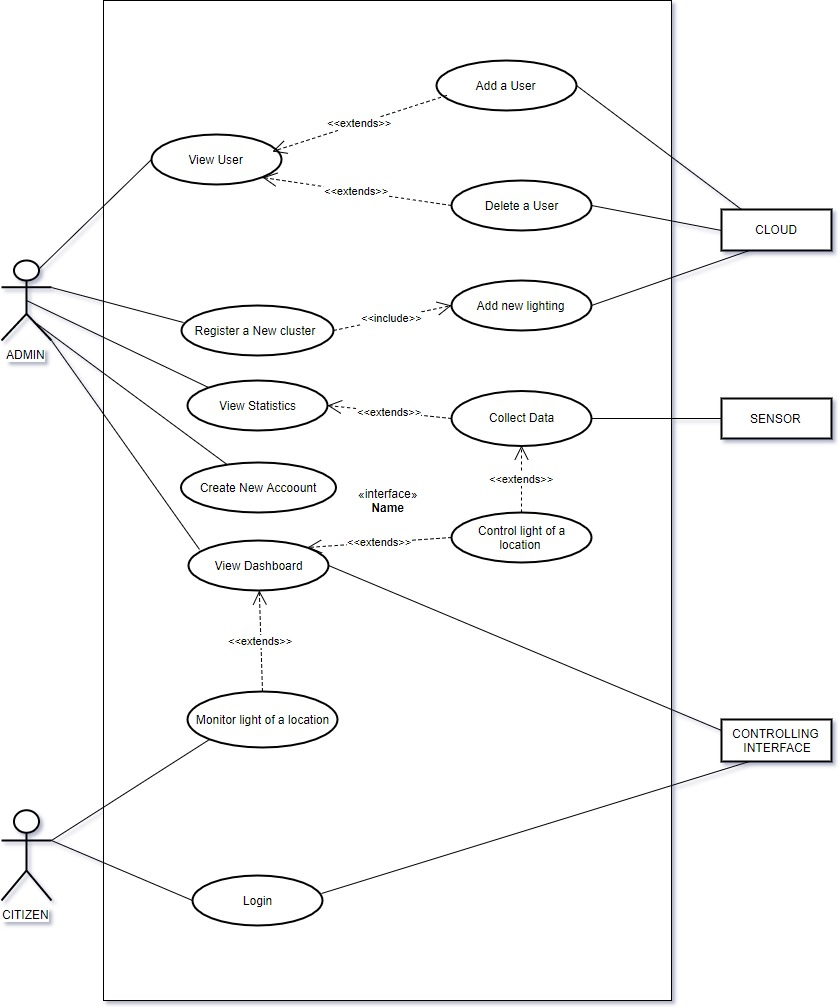 Add a User
<<extends>>
View User
<<extends>>
Delete a User
CLOUD
Add new lighting
<<include>>
Register a New cluster
ADMIN
View Statistics
<<extends>>
Collect Data
SENSOR
<<extends>>
Create New Accoount
«interface»
Name
Control light of a
location
<<extends>>
View Dashboard
<<extends>>
Monitor light of a location
CONTROLLING
INTERFACE
Login
CITIZEN